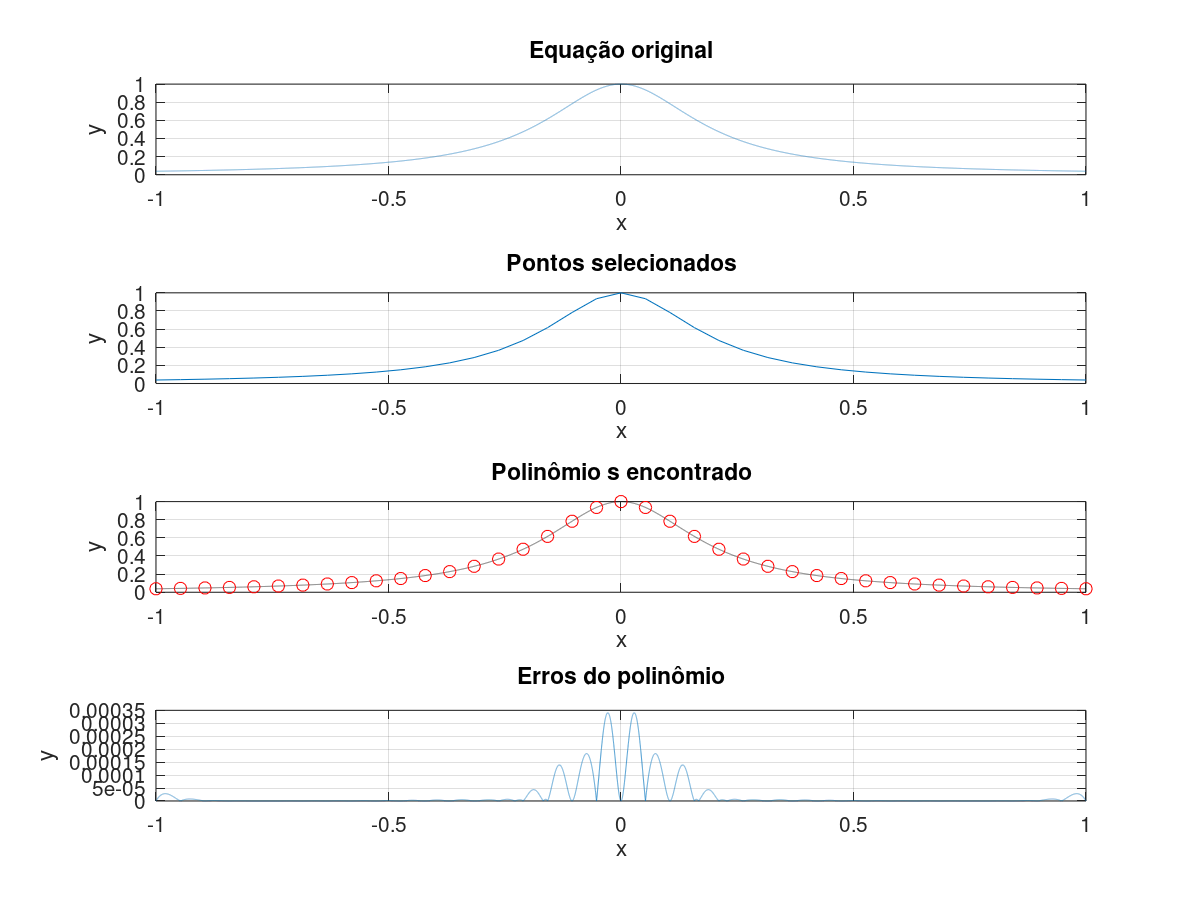 Equação original
y
1
0.8
0.6
0.4
0.2
0
-1 -0.5 0 0.5 1
x
Pontos selecionados
y
1
0.8
0.6
0.4
0.2
0
-1 -0.5 0 0.5 1
x
Polinômio s encontrado
y
1
0.8
0.6
0.4
0.2
0
-1 -0.5 0 0.5 1
x
Erros do polinômio
y
0.00035
0.0003
0.00025
0.0002
0.00015
0.0001
5e-05
0
-1 -0.5 0 0.5 1
x